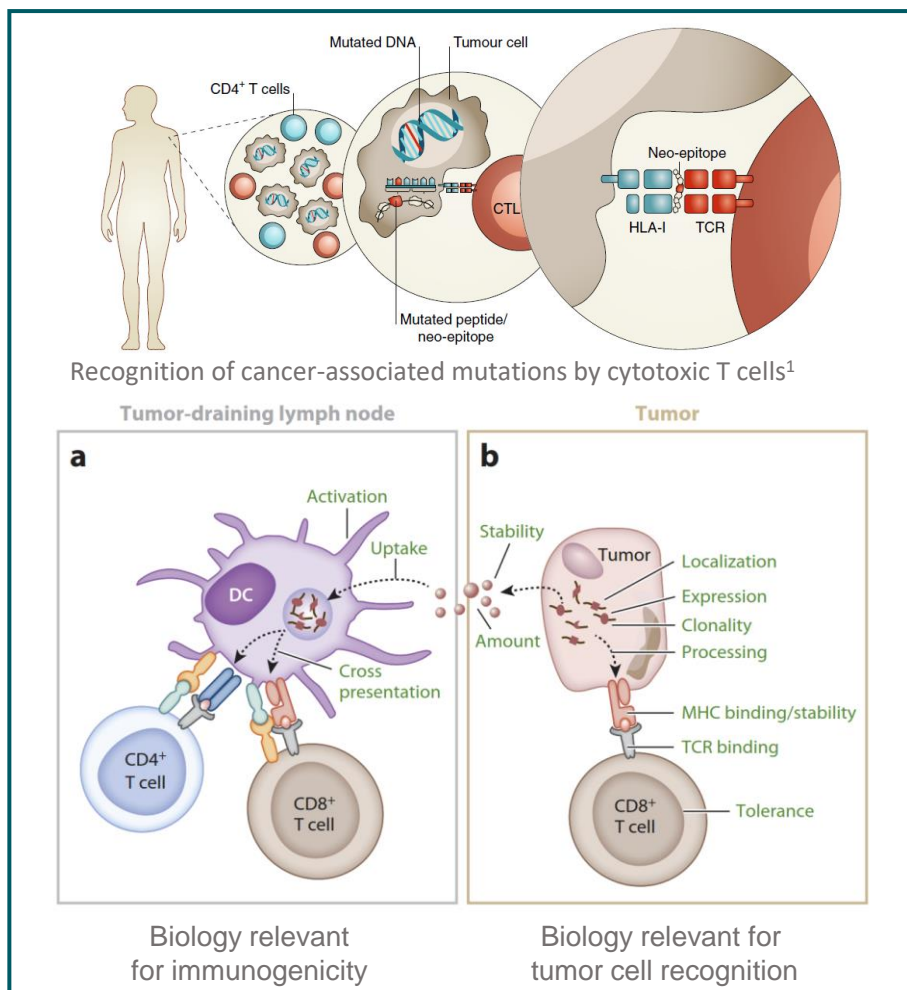 Mutated DNA
Tumour cell
CD4⁺ T cells
Neo-epitope
CTL
HLA-I
TCR
Mutated peptide/
neo-epitope
Recognition of cancer-associated mutations by cytotoxic T cells¹
Tumor-draining lymph node
Tumor
a
b
Activation
Uptake
DC
Cross
presentation
CD4⁺
T cell
CD8⁺
T cell
Stability
Amount
Tumor
Localization
Expression
Clonality
Processing
MHC binding/stability
TCR binding
CD8⁺
T cell
Tolerance
Biology relevant
for immunogenicity
Biology relevant for
tumor cell recognition